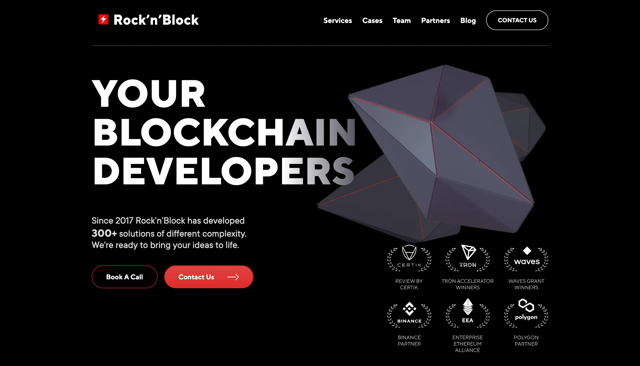 Rock'n'Block
Services
Cases
Team
Partners
Blog
CONTACT US
YOUR
BLOCKCHAIN
DEVELOPERS
Since 2017 Rock'n'Block has developed
300+ solutions of different complexity.
We're ready to bring your ideas to life.
Book A Call
Contact Us
CERTIK
TRON
waves
REVIEW BY
CERTIK
TRON ACCELERATOR
WINNERS
WAVES GRANT
WINNERS
BINANCE
EEA
polygon
BINANCE
PARTNER
ENTERPRISE
ETHEREUM
ALLIANCE
POLYGON
PARTNER